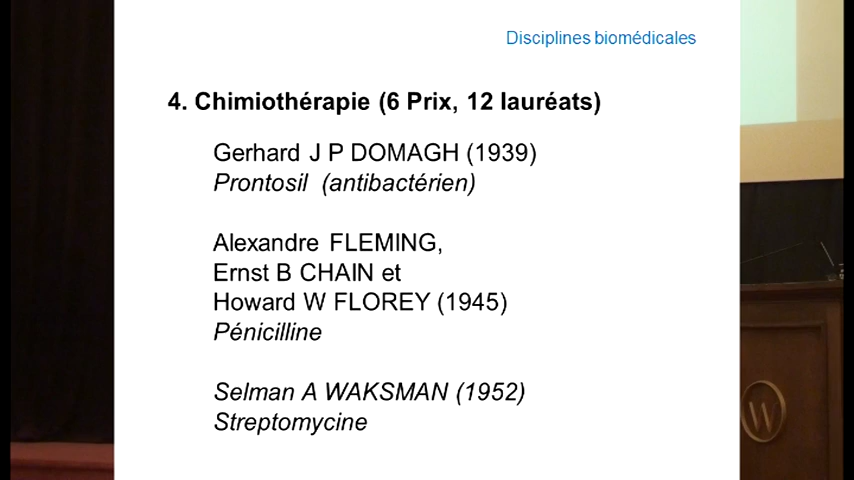 Disciplines biomédicales
4. Chimiothérapie (6 Prix, 12 lauréats)
Gerhard J P DOMAGH (1939)
Prontosil (antibactérien)
Alexandre FLEMING,
Ernst B CHAIN et
Howard W FLOREY (1945)
Pénicilline
Selman A WAKSMAN (1952)
Streptomycine
W